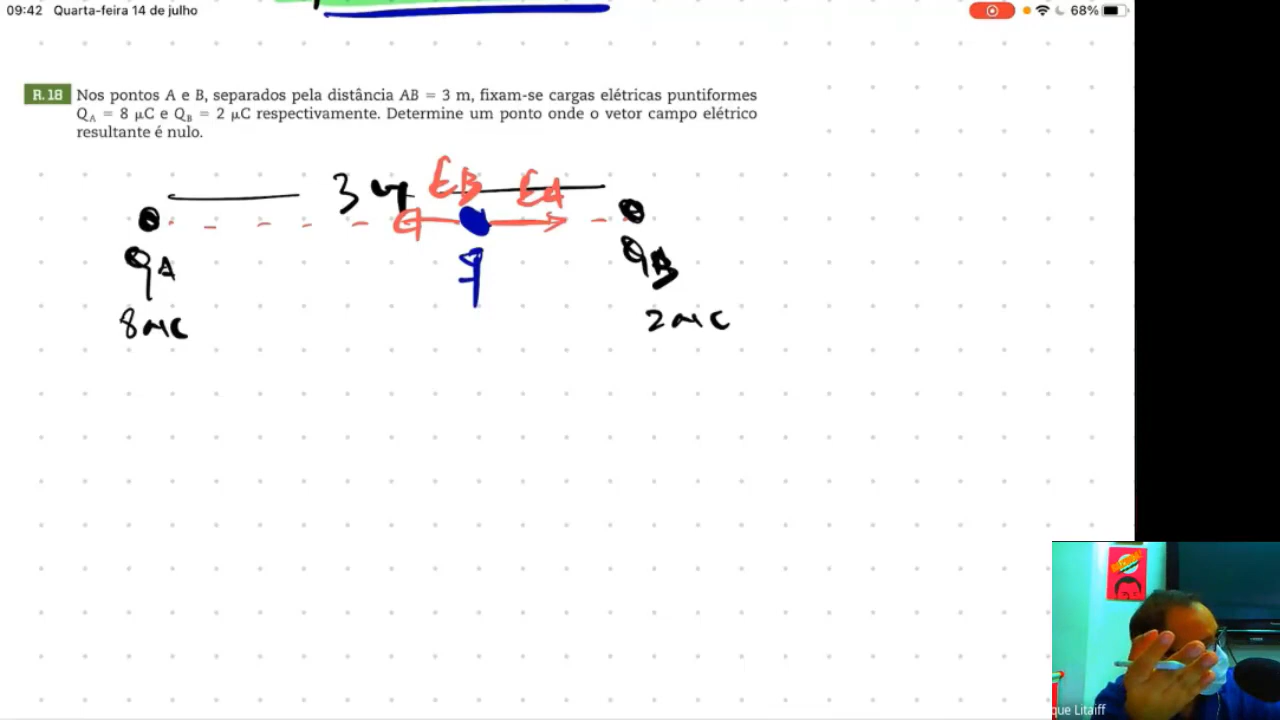 09:42 Quarta-feira 14 de julho
68%
R. 18 Nos pontos A e B, separados pela distância AB = 3 m, fixam-se cargas elétricas puntiformes
Q_A = 8 μC e Q_B = 2 μC respectivamente. Determine um ponto onde o vetor campo elétrico
resultante é nulo.
3 m EB EA
QA q QB
8 μC 2 μC
que Litaiff